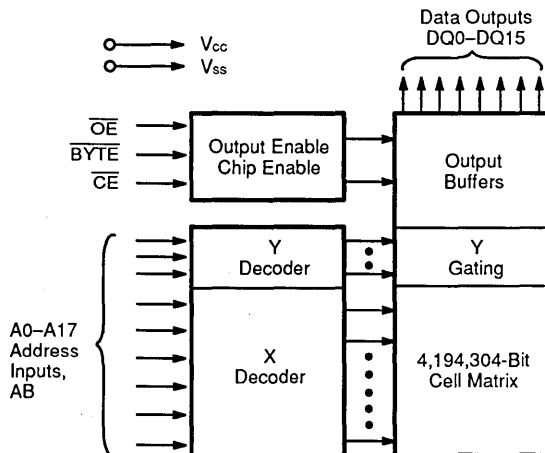 Data Outputs
DQ0–DQ15
Vcc
Vss
OE
BYTE
CE
Output Enable
Chip Enable
Output
Buffers
Y
Decoder
Y
Gating
A0–A17
Address
Inputs,
AB
X
Decoder
4,194,304-Bit
Cell Matrix